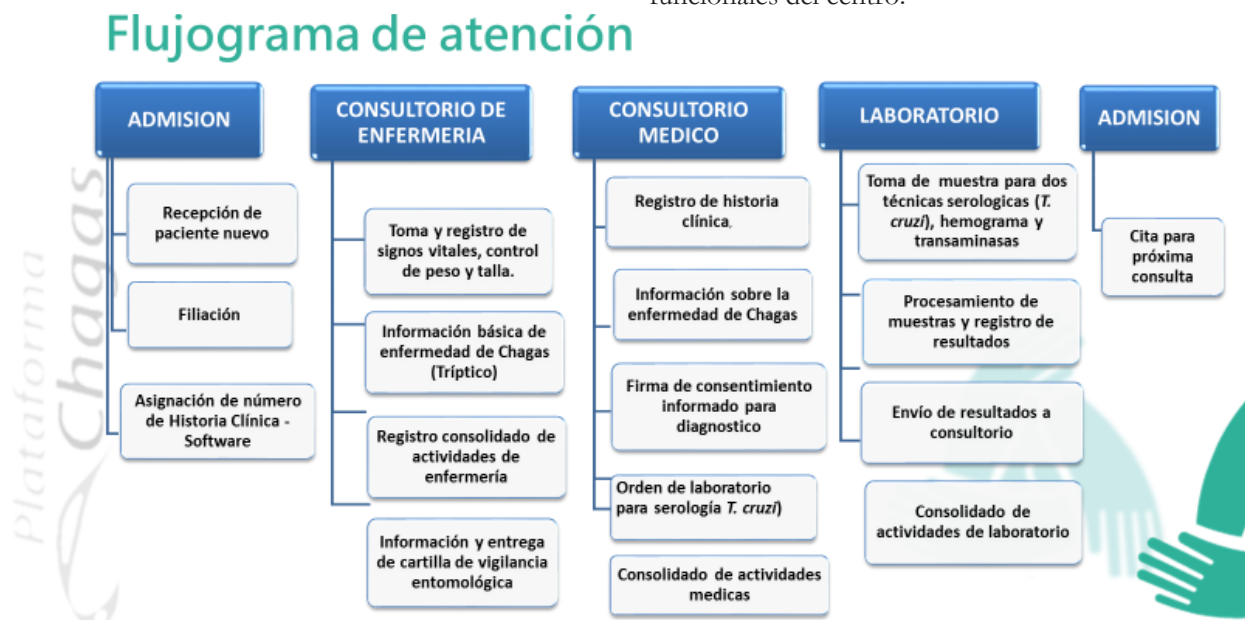 funcionales del centro.
Flujograma de atención
ADMISION
Recepción de
paciente nuevo
Filiación
Asignación de número
de Historia Clínica -
Software
CONSULTORIO DE
ENFERMERIA
Toma y registro de
signos vitales, control
de peso y talla.
Información básica de
enfermedad de Chagas
(Tríptico)
Registro consolidado de
actividades de
enfermería
Información y entrega
de cartilla de vigilancia
entomológica
CONSULTORIO
MEDICO
Registro de historia
clínica,
Información sobre la
enfermedad de Chagas
Firma de consentimiento
informado para
diagnostico
Orden de laboratorio
para serología T. cruzi)
Consolidado de actividades
medicas
LABORATORIO
Toma de muestra para dos
técnicas serologicas (T.
cruzi), hemograma y
transaminasas
Procesamiento de
muestras y registro de
resultados
Envío de resultados a
consultorio
Consolidado de
actividades de laboratorio
ADMISION
Cita para
próxima
consulta
Plataforma
Chagas